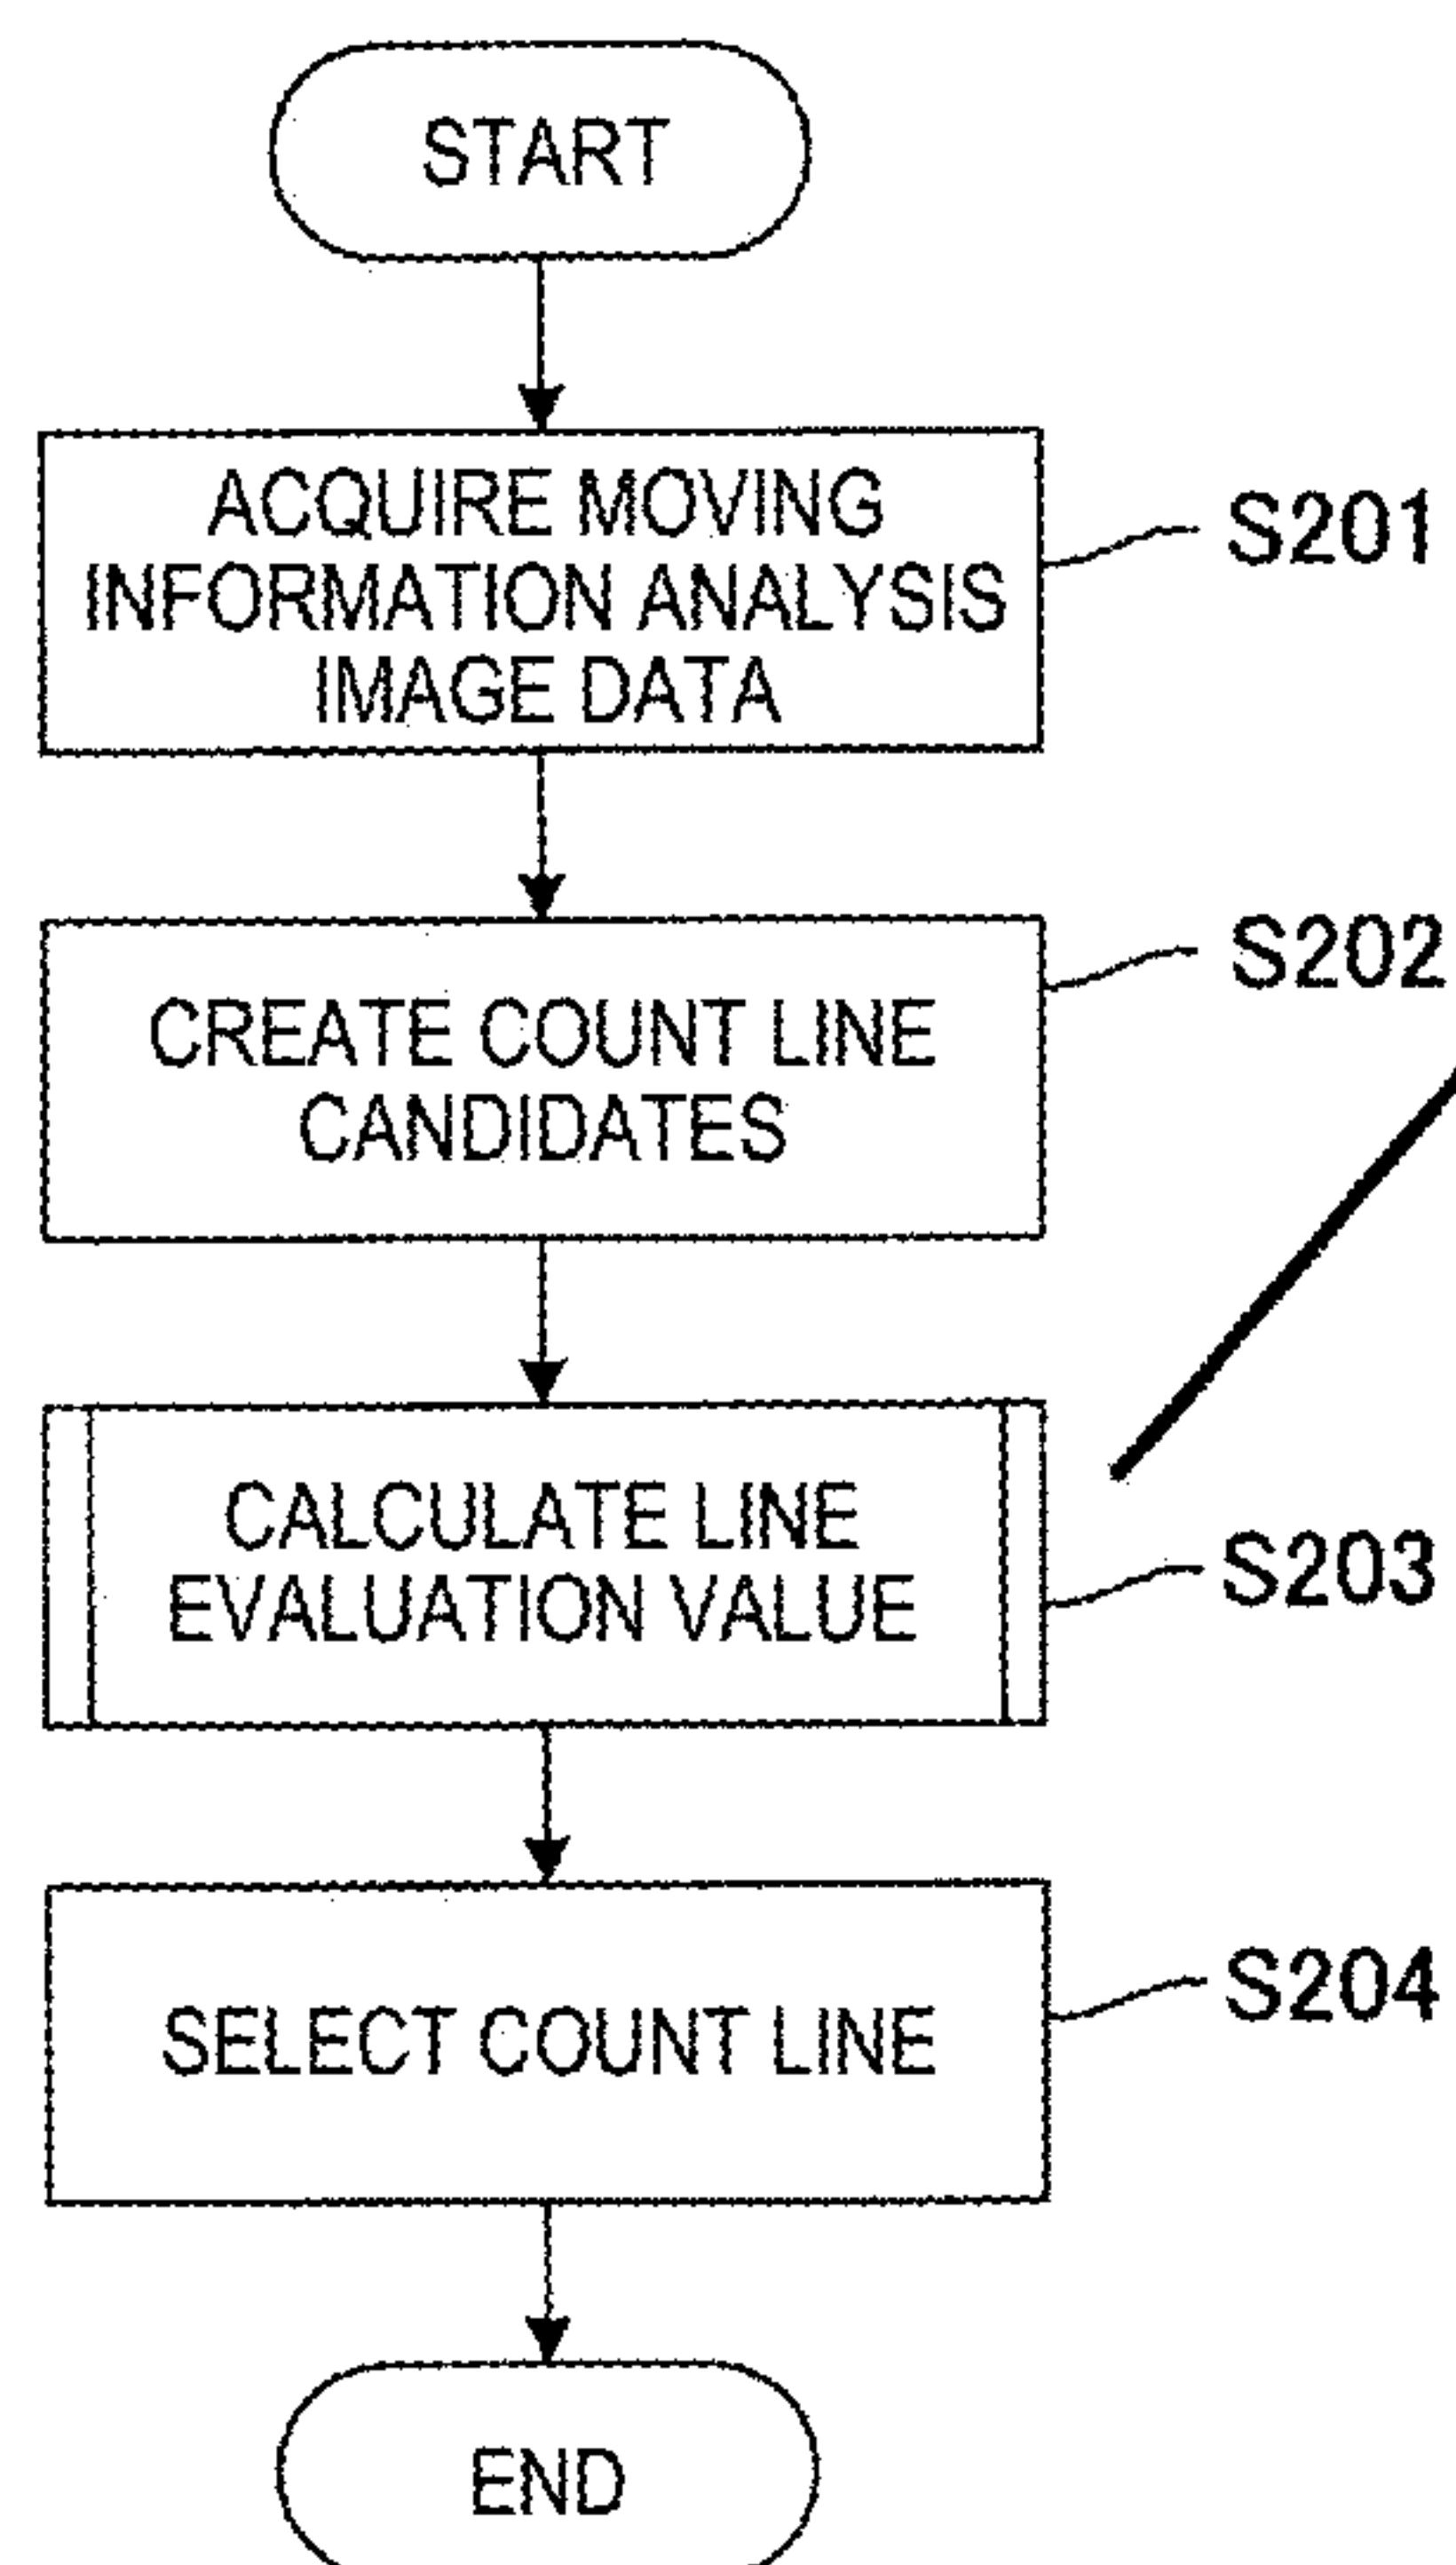 START
ACQUIRE MOVING
INFORMATION ANALYSIS
IMAGE DATA
S201
CREATE COUNT LINE
CANDIDATES
S202
CALCULATE LINE
EVALUATION VALUE
S203
SELECT COUNT LINE
S204
END